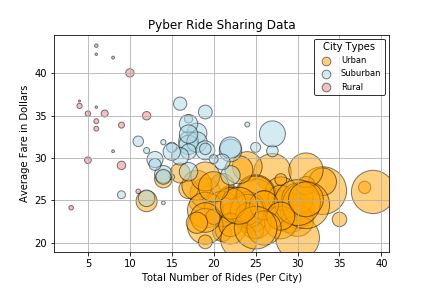 Pyber Ride Sharing Data
City Types
Urban
Suburban
Rural
Average Fare in Dollars
40
35
30
25
20
5 10 15 20 25 30 35 40
Total Number of Rides (Per City)